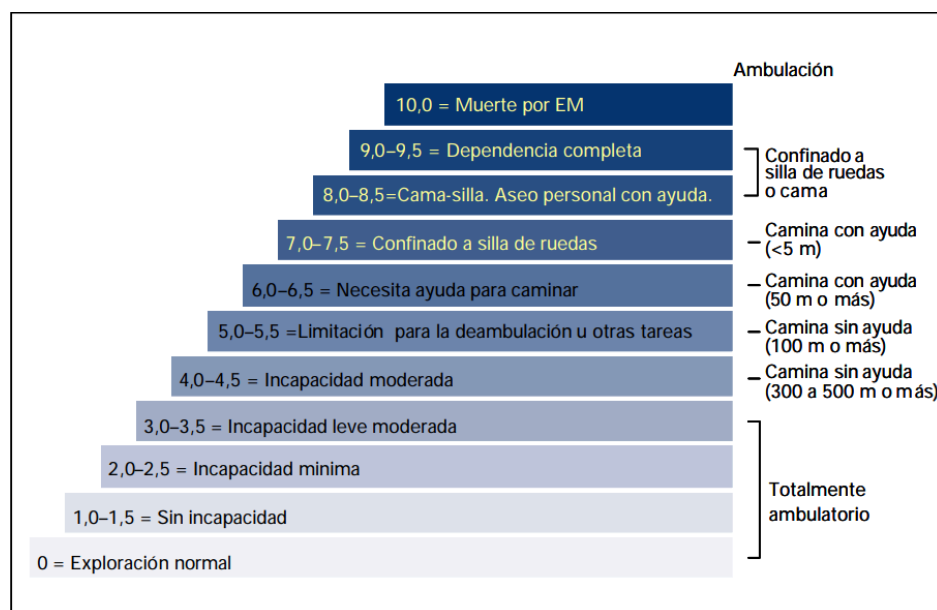 Ambulación
10,0 = Muerte por EM
9,0–9,5 = Dependencia completa
Confinado a
silla de ruedas
o cama
8,0–8,5=Cama-silla. Aseo personal con ayuda.
7,0–7,5 = Confinado a silla de ruedas
Camina con ayuda
(<5 m)
6,0–6,5 = Necesita ayuda para caminar
Camina con ayuda
(50 m o más)
5,0–5,5 =Limitación para la deambulación u otras tareas
Camina sin ayuda
(100 m o más)
4,0–4,5 = Incapacidad moderada
Camina sin ayuda
(300 a 500 m o más)
3,0–3,5 = Incapacidad leve moderada
2,0–2,5 = Incapacidad minima
1,0–1,5 = Sin incapacidad
Totalmente
ambulatorio
0 = Exploración normal